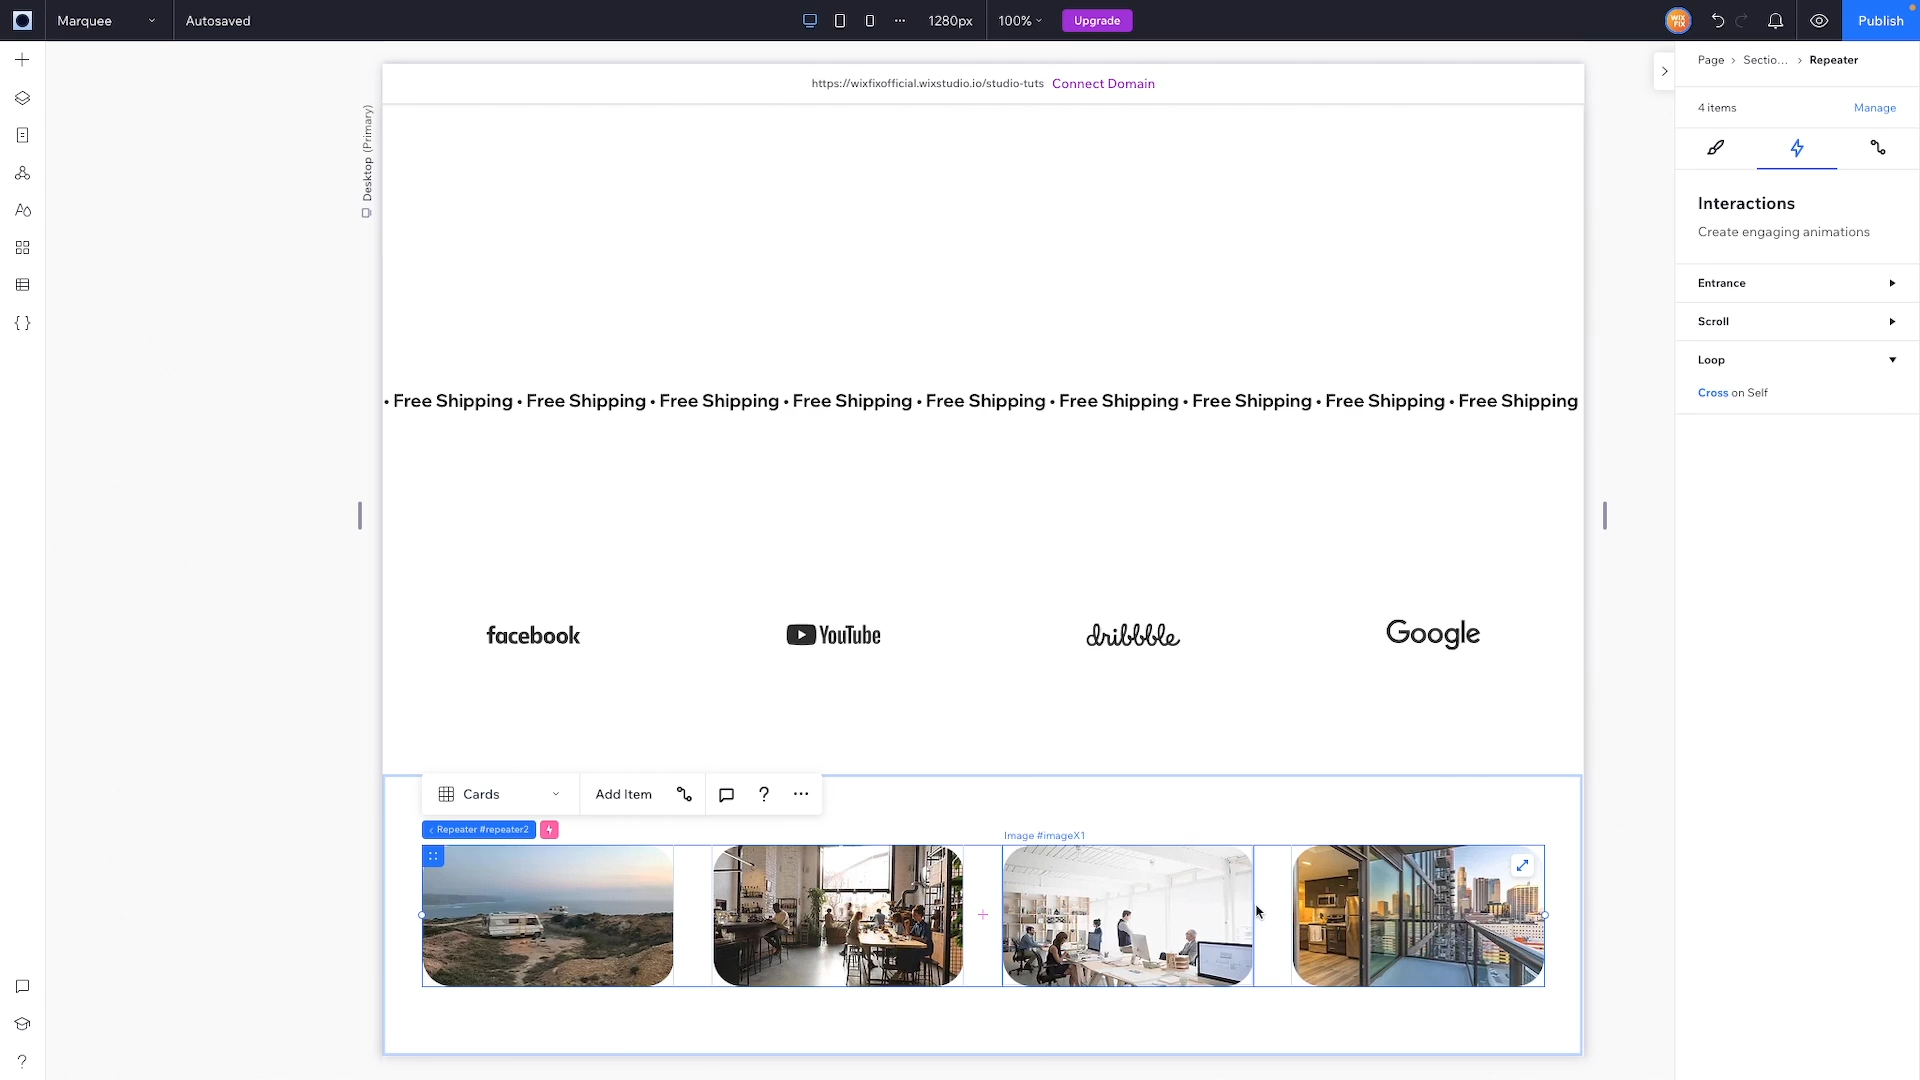 Marquee
Autosaved
1280px
100%
Upgrade
WIX
FIX
Publish
https://wixfixofficial.wixstudio.io/studio-tuts Connect Domain
Page > Sectio... > Repeater
4 items
Manage
Desktop (Primary)
Interactions
Create engaging animations
Entrance
Scroll
Loop
Cross on Self
• Free Shipping • Free Shipping • Free Shipping • Free Shipping • Free Shipping • Free Shipping • Free Shipping • Free Shipping • Free Shipping
facebook
YouTube
dribbble
Google
Cards
Add Item
?
...
‹ Repeater #repeater2
Image #imageX1
?